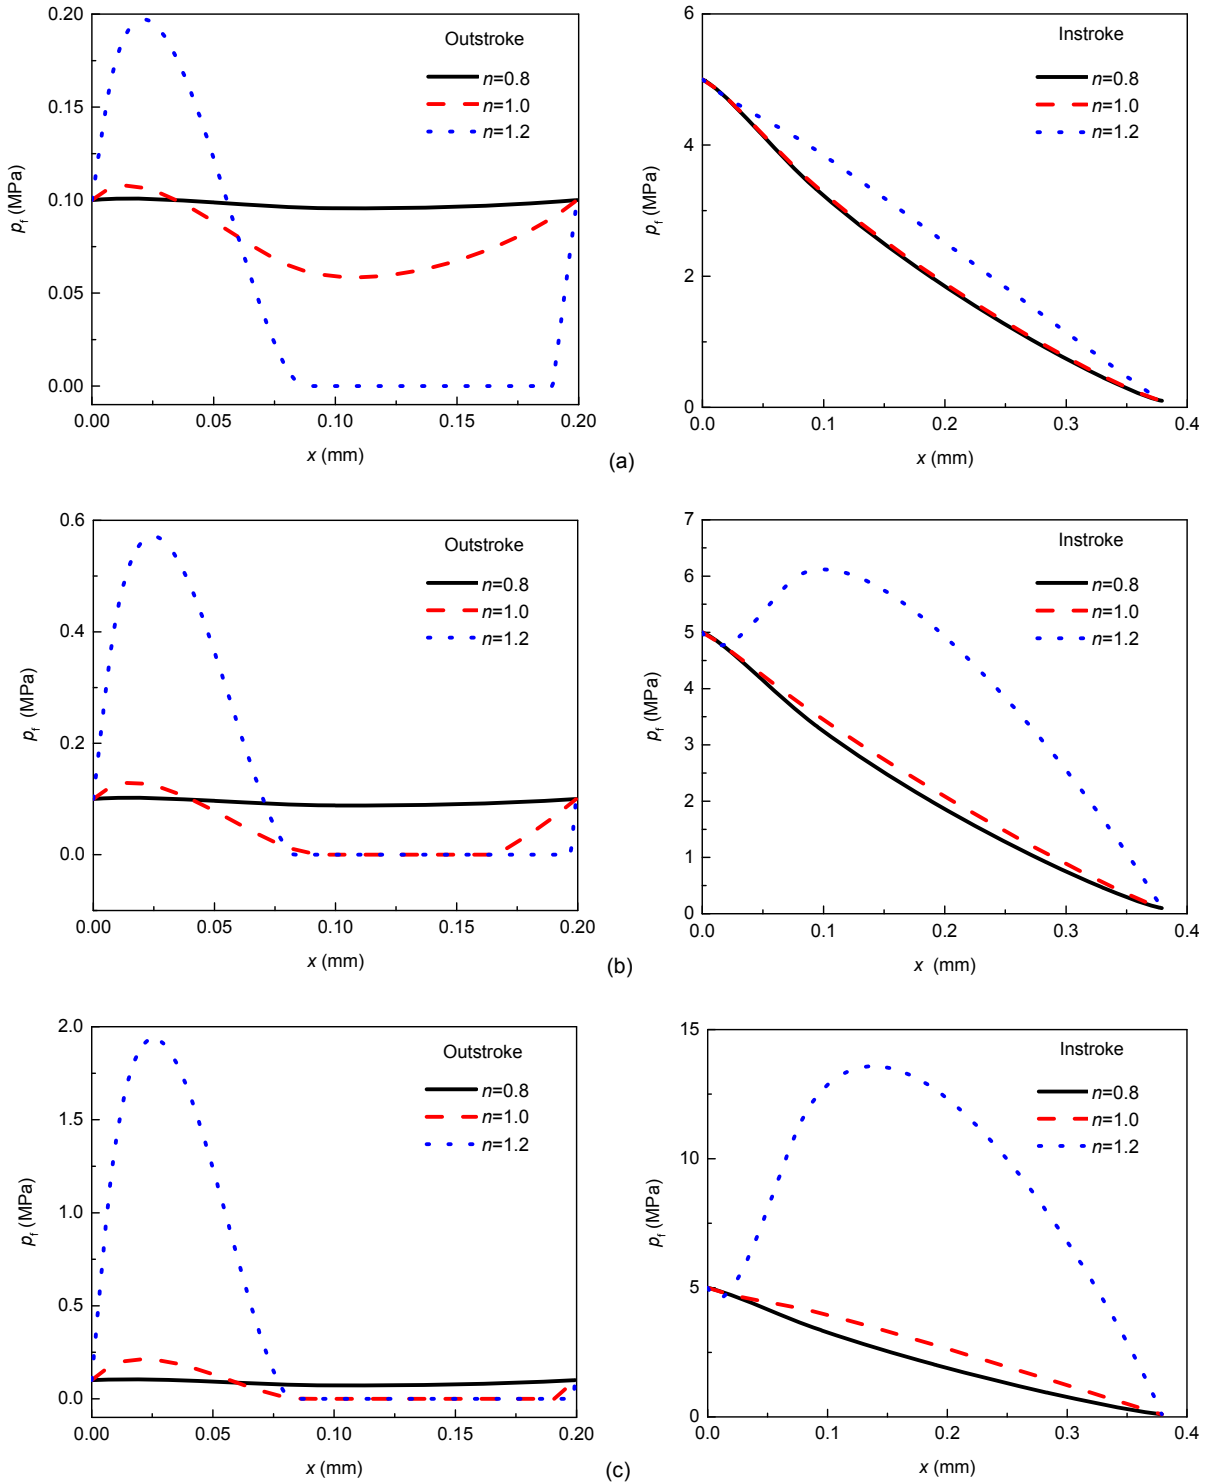 Outstroke
n=0.8
n=1.0
n=1.2
0.20
0.15
0.10
0.05
0.00
p_f (MPa)
0.00 0.05 0.10 0.15 0.20
x (mm)
Instroke
n=0.8
n=1.0
n=1.2
6
4
2
0
p_f (MPa)
0.0 0.1 0.2 0.3 0.4
x (mm)
(a)
Outstroke
n=0.8
n=1.0
n=1.2
0.6
0.4
0.2
0.0
p_f (MPa)
0.00 0.05 0.10 0.15 0.20
x (mm)
Instroke
n=0.8
n=1.0
n=1.2
7
6
5
4
3
2
1
0
p_f (MPa)
0.0 0.1 0.2 0.3 0.4
x (mm)
(b)
Outstroke
n=0.8
n=1.0
n=1.2
2.0
1.5
1.0
0.5
0.0
p_f (MPa)
0.00 0.05 0.10 0.15 0.20
x (mm)
Instroke
n=0.8
n=1.0
n=1.2
15
10
5
0
p_f (MPa)
0.0 0.1 0.2 0.3 0.4
x (mm)
(c)